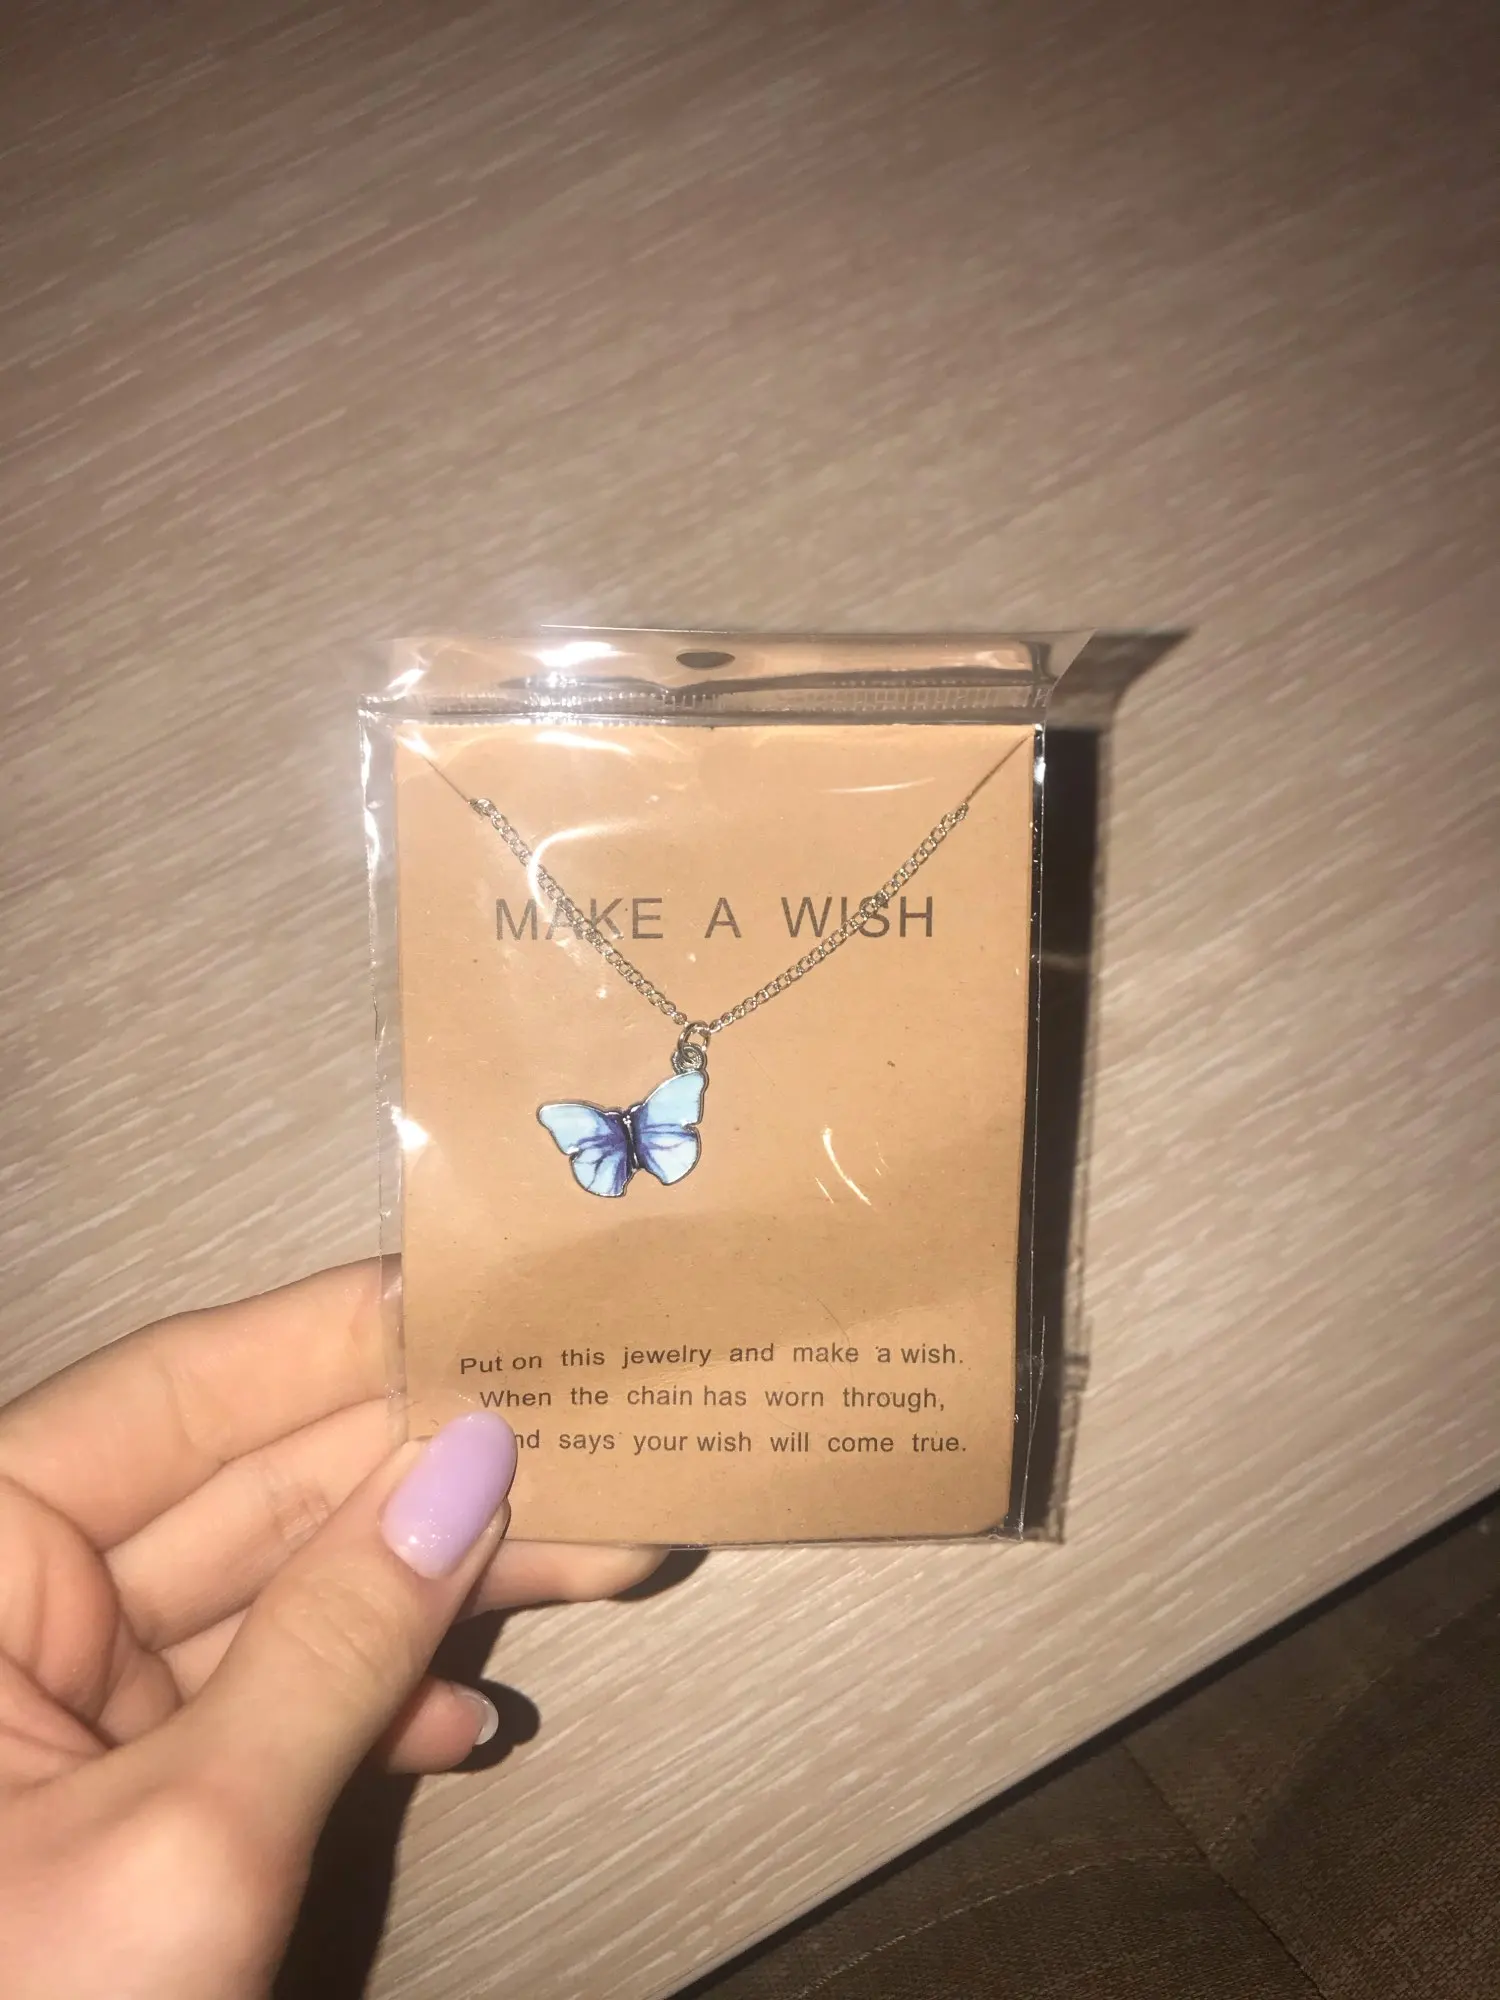 MAKE A WISH
Put on this jewelry and make a wish.
When the chain has worn through,
says your wish will come true.